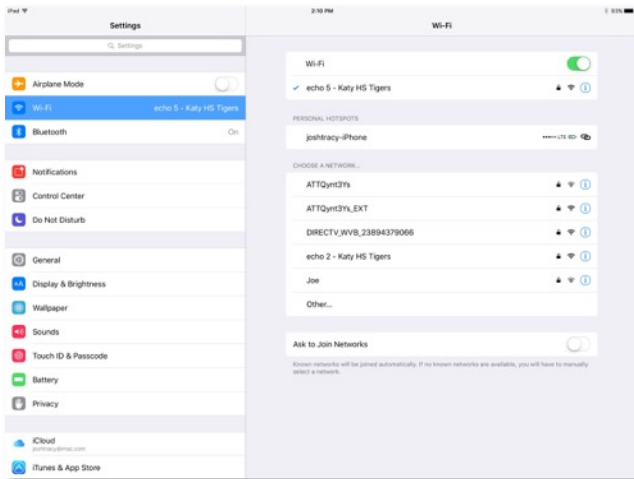 iPad
2:10 PM
83%
Settings
Wi-Fi
Settings
Airplane Mode
Wi-Fi echo 5 - Katy HS Tigers
Bluetooth On
Notifications
Control Center
Do Not Disturb
General
AA Display & Brightness
Wallpaper
Sounds
Touch ID & Passcode
Battery
Privacy
iCloud
iTunes & App Store
Wi-Fi
echo 5 - Katy HS Tigers
PERSONAL HOTSPOTS
joshtracy-iPhone LTE
CHOOSE A NETWORK...
ATTQynt3Ys
ATTQynt3Ys_EXT
DIRECTV_WVB_23894379066
echo 2 - Katy HS Tigers
Joe
Other...
Ask to Join Networks
Known networks will be joined automatically. If no known networks are available, you will have to manually
select a network.